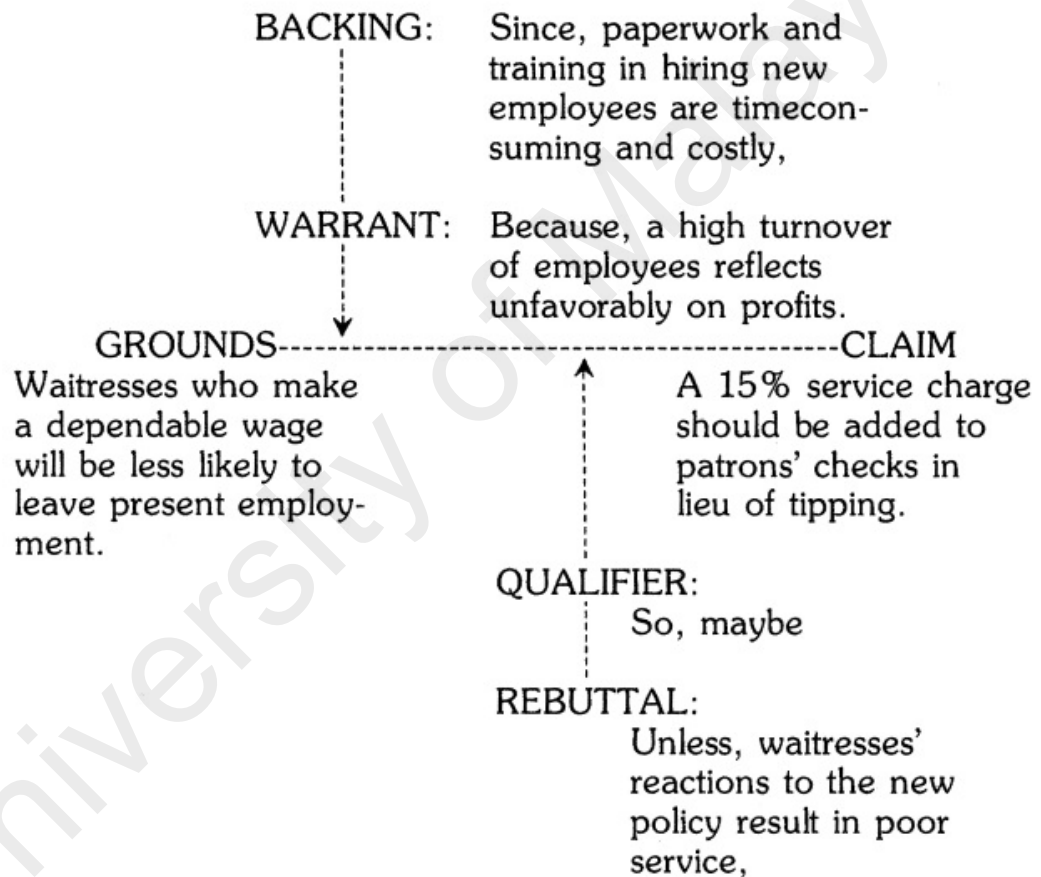 BACKING: Since, paperwork and
training in hiring new
employees are timecon-
suming and costly,
WARRANT: Because, a high turnover
of employees reflects
unfavorably on profits.
GROUNDS CLAIM
Waitresses who make
a dependable wage
will be less likely to
leave present employ-
ment.
A 15% service charge
should be added to
patrons' checks in
lieu of tipping.
QUALIFIER:
So, maybe
REBUTTAL:
Unless, waitresses'
reactions to the new
policy result in poor
service,
University of Malay